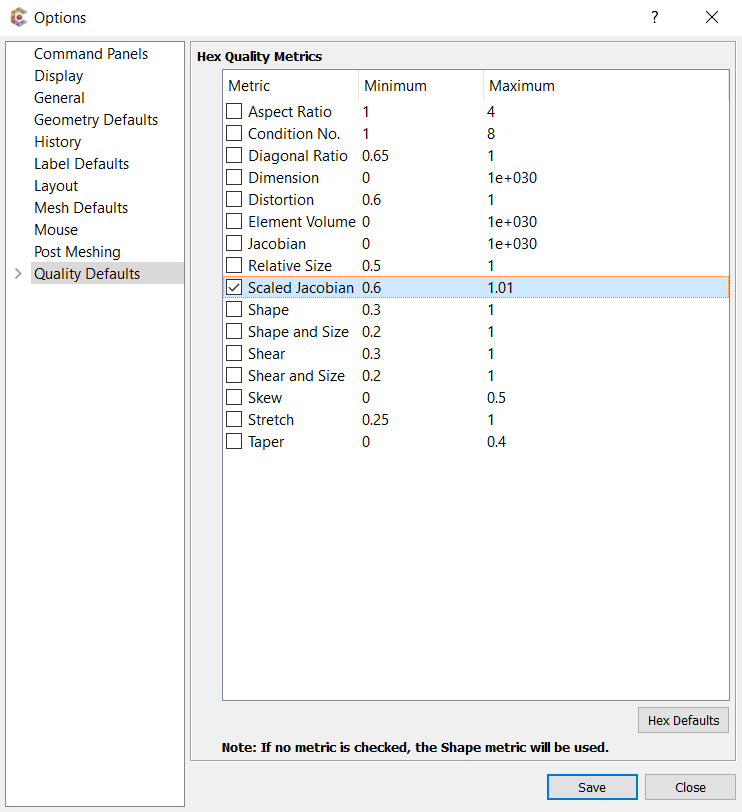 Options
?
Command Panels
Display
General
Geometry Defaults
History
Label Defaults
Layout
Mesh Defaults
Mouse
Post Meshing
Quality Defaults
Hex Quality Metrics
Metric Minimum Maximum
Aspect Ratio 1 4
Condition No. 1 8
Diagonal Ratio 0.65 1
Dimension 0 1e+030
Distortion 0.6 1
Element Volume 0 1e+030
Jacobian 0 1e+030
Relative Size 0.5 1
Scaled Jacobian 0.6 1.01
Shape 0.3 1
Shape and Size 0.2 1
Shear 0.3 1
Shear and Size 0.2 1
Skew 0 0.5
Stretch 0.25 1
Taper 0 0.4
Hex Defaults
Note: If no metric is checked, the Shape metric will be used.
Save Close